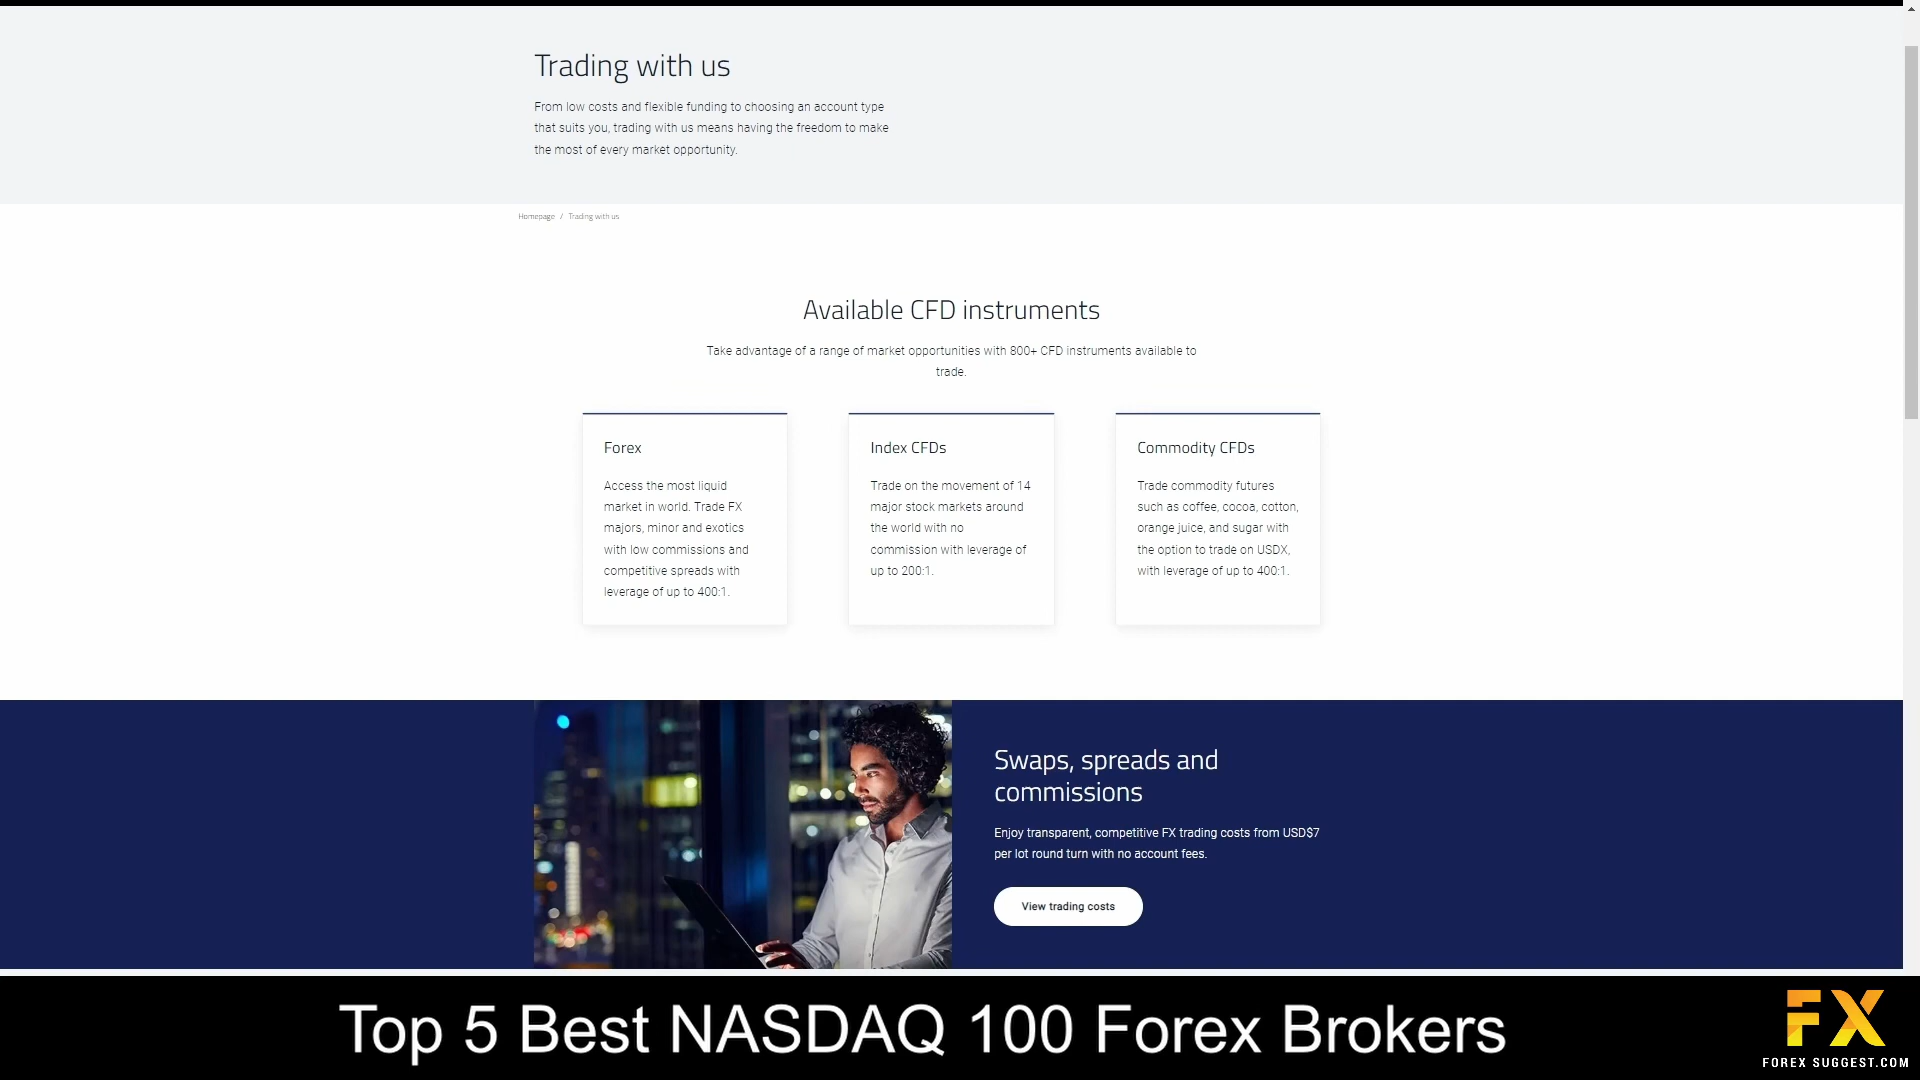 Trading with us
From low costs and flexible funding to choosing an account type
that suits you, trading with us means having the freedom to make
the most of every market opportunity.
Homepage / Trading with us
Available CFD instruments
Take advantage of a range of market opportunities with 800+ CFD instruments available to
trade.
Forex
Access the most liquid
market in world. Trade FX
majors, minor and exotics
with low commissions and
competitive spreads with
leverage of up to 400:1.
Index CFDs
Trade on the movement of 14
major stock markets around
the world with no
commission with leverage of
up to 200:1.
Commodity CFDs
Trade commodity futures
such as coffee, cocoa, cotton,
orange juice, and sugar with
the option to trade on USDX,
with leverage of up to 400:1.
Swaps, spreads and
commissions
Enjoy transparent, competitive FX trading costs from USD$7
per lot round turn with no account fees.
View trading costs
Top 5 Best NASDAQ 100 Forex Brokers
FX
FOREX SUGGEST.COM